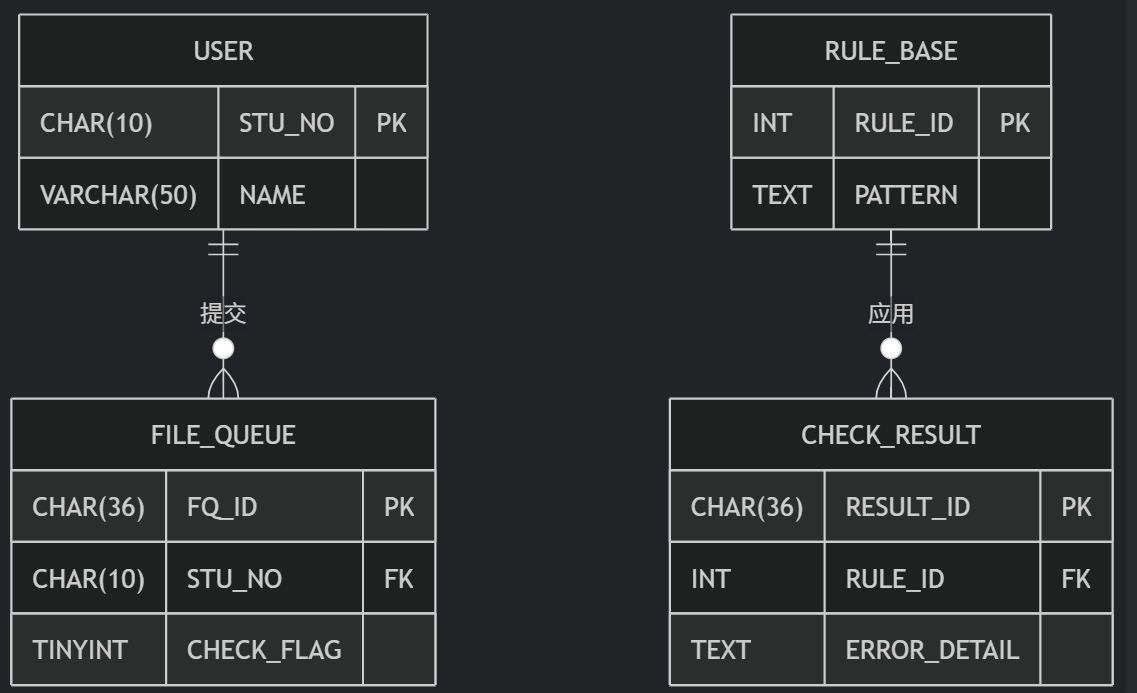 USER
CHAR(10) STU_NO PK
VARCHAR(50) NAME
提交
FILE_QUEUE
CHAR(36) FQ_ID PK
CHAR(10) STU_NO FK
TINYINT CHECK_FLAG
RULE_BASE
INT RULE_ID PK
TEXT PATTERN
应用
CHECK_RESULT
CHAR(36) RESULT_ID PK
INT RULE_ID FK
TEXT ERROR_DETAIL